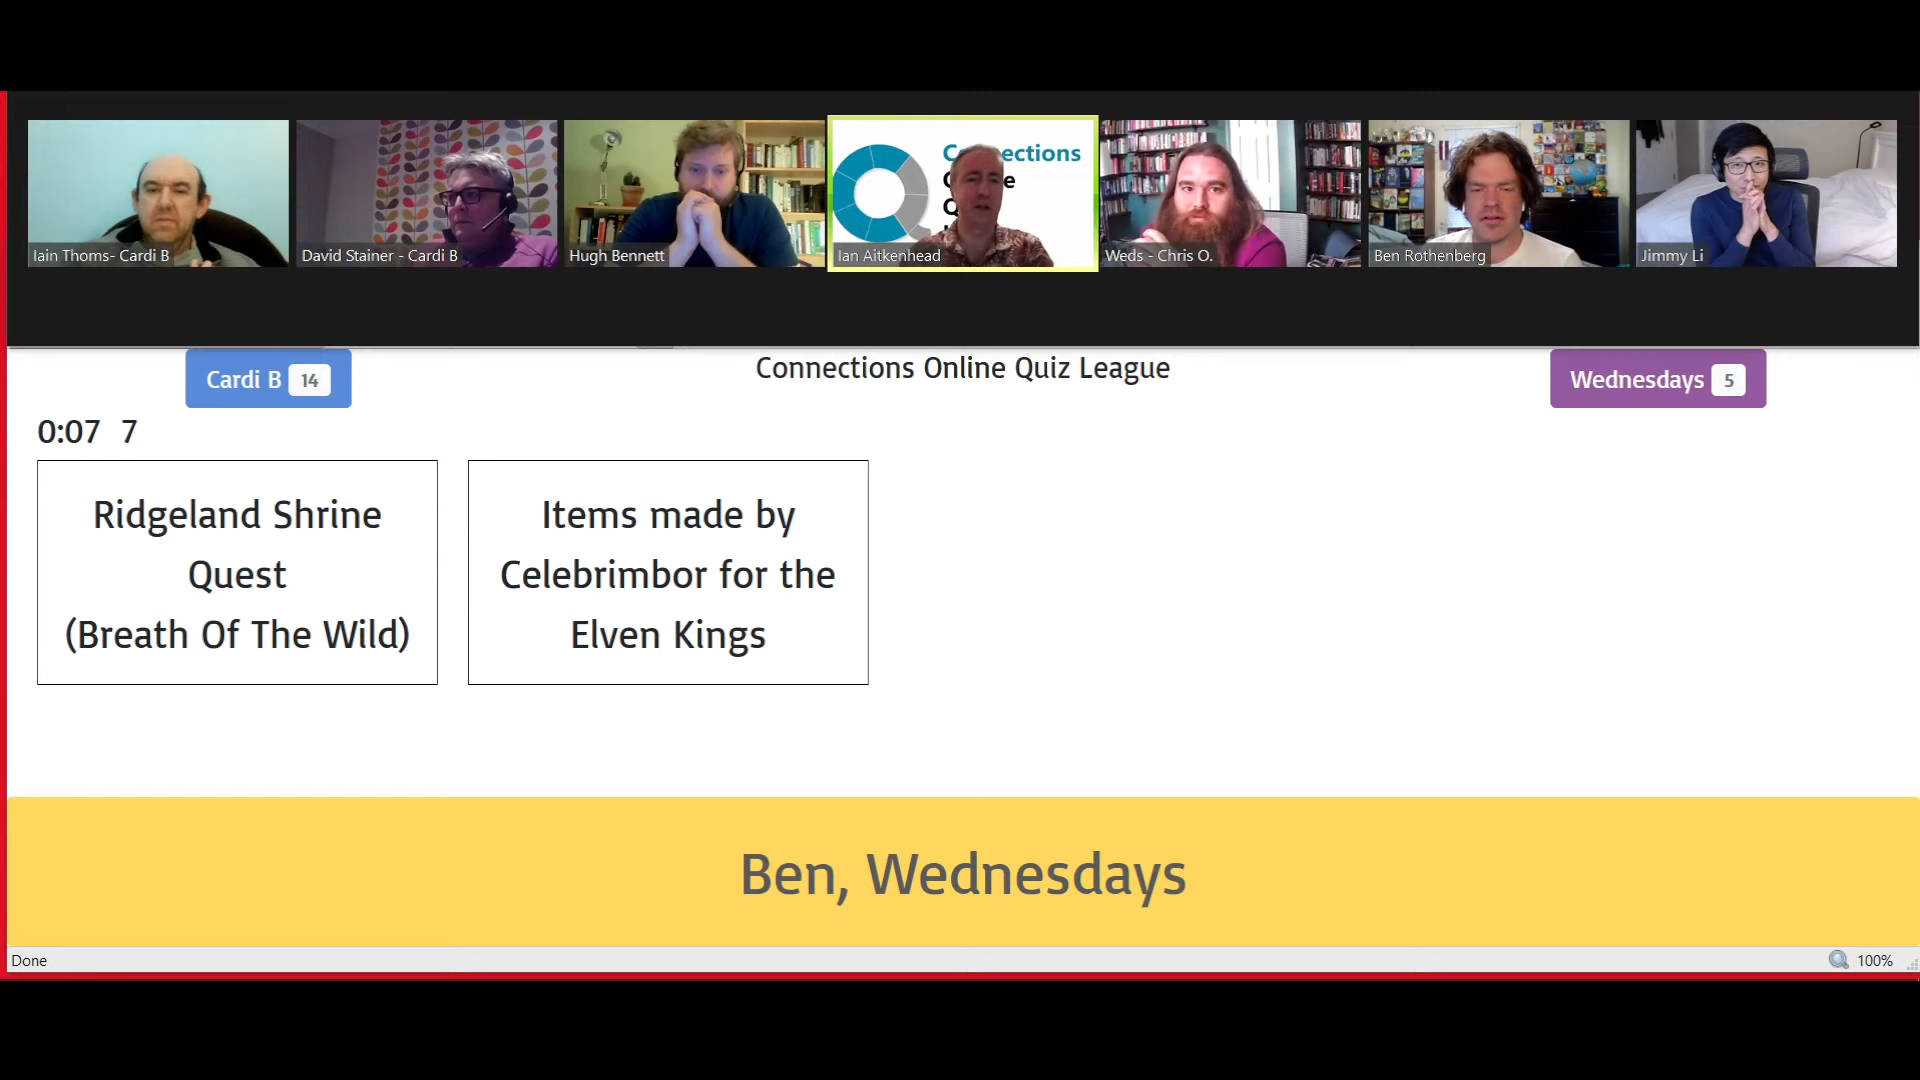 Connections
Iain Thoms- Cardi B
David Stainer - Cardi B
Hugh Bennett
Ian Aitkenhead
Weds - Chris O.
Ben Rothenberg
Jimmy Li
Cardi B 14
Connections Online Quiz League
Wednesdays 5
0:07 7
Ridgeland Shrine
Quest
(Breath Of The Wild)
Items made by
Celebrimbor for the
Elven Kings
Ben, Wednesdays
Done
100%